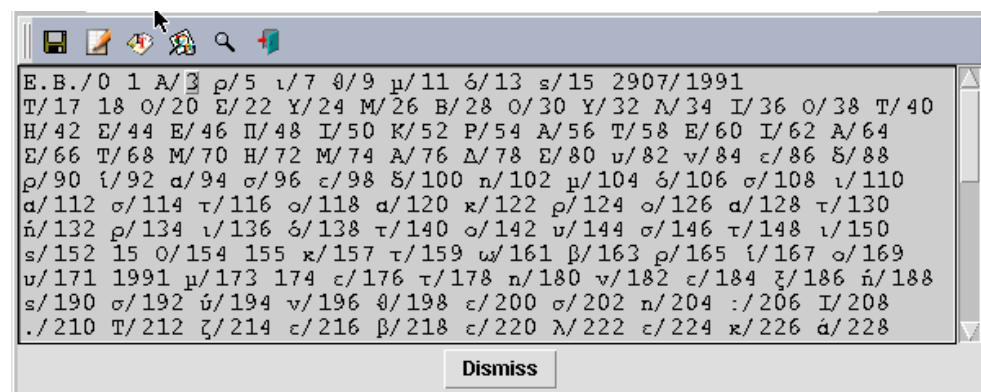 E.B./0 1 Α/3 ρ/5 ι/7 θ/9 μ/11 ό/13 s/15 2907/1991
Τ/17 18 Ο/20 Σ/22 Υ/24 Μ/26 Β/28 Ο/30 Υ/32 Λ/34 Ι/36 Ο/38 Τ/40
Η/42 Σ/44 Ε/46 Π/48 Ι/50 Κ/52 Ρ/54 Α/56 Τ/58 Ε/60 Ι/62 Α/64
Σ/66 Τ/68 Μ/70 Η/72 Μ/74 Α/76 Δ/78 Σ/80 υ/82 ν/84 ε/86 δ/88
ρ/90 ί/92 α/94 σ/96 ε/98 δ/100 n/102 μ/104 ό/106 σ/108 ι/110
α/112 σ/114 τ/116 ο/118 α/120 κ/122 ρ/124 ο/126 α/128 τ/130
ή/132 ρ/134 ι/136 ό/138 τ/140 ο/142 υ/144 σ/146 τ/148 ι/150
s/152 15 Ο/154 155 κ/157 τ/159 ω/161 β/163 ρ/165 ί/167 ο/169
υ/171 1991 μ/173 174 ε/176 τ/178 n/180 ν/182 ε/184 ξ/186 ή/188
s/190 σ/192 ύ/194 ν/196 θ/198 ε/200 σ/202 n/204 :/206 Ι/208
./210 Τ/212 ζ/214 ε/216 β/218 ε/220 λ/222 ε/224 κ/226 ά/228
Dismiss